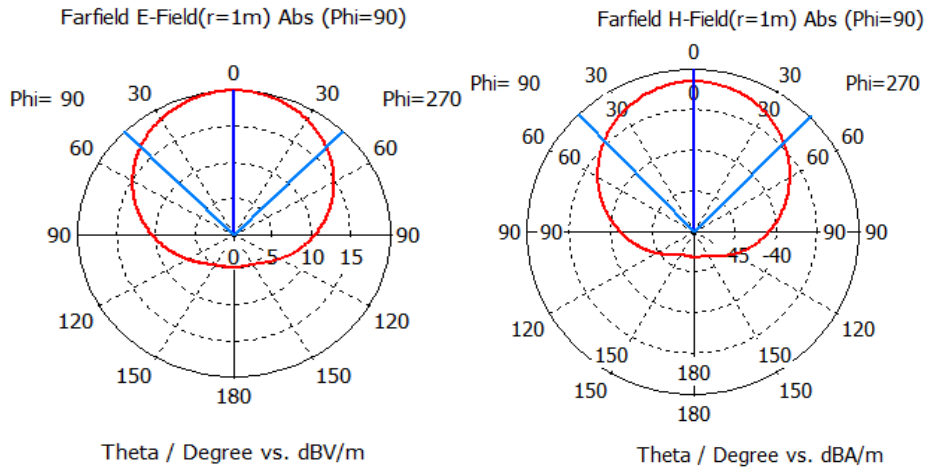 Farfield E-Field(r=1m) Abs (Phi=90)
0
30 30
Phi= 90 Phi=270
60 60
90 90
0 5 10 15
120 120
150 150
180
Theta / Degree vs. dBV/m
Farfield H-Field(r=1m) Abs (Phi=90)
0
30 30
Phi= 90 Phi=270
0
30 30
60 60 60 60
90 90 90 90
-40
120 120
150 150
180
150 150
180
Theta / Degree vs. dBA/m